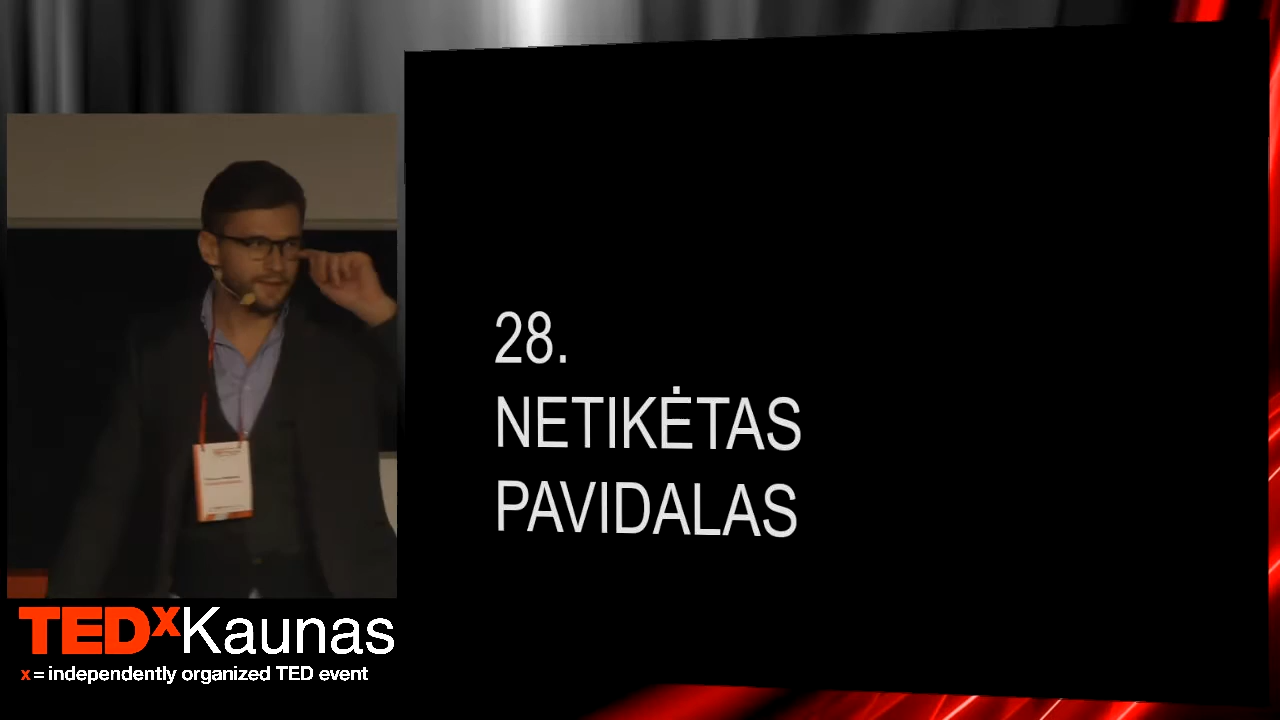 28.
NETIKĖTAS
PAVIDALAS
TEDxKaunas
x = independently organized TED event